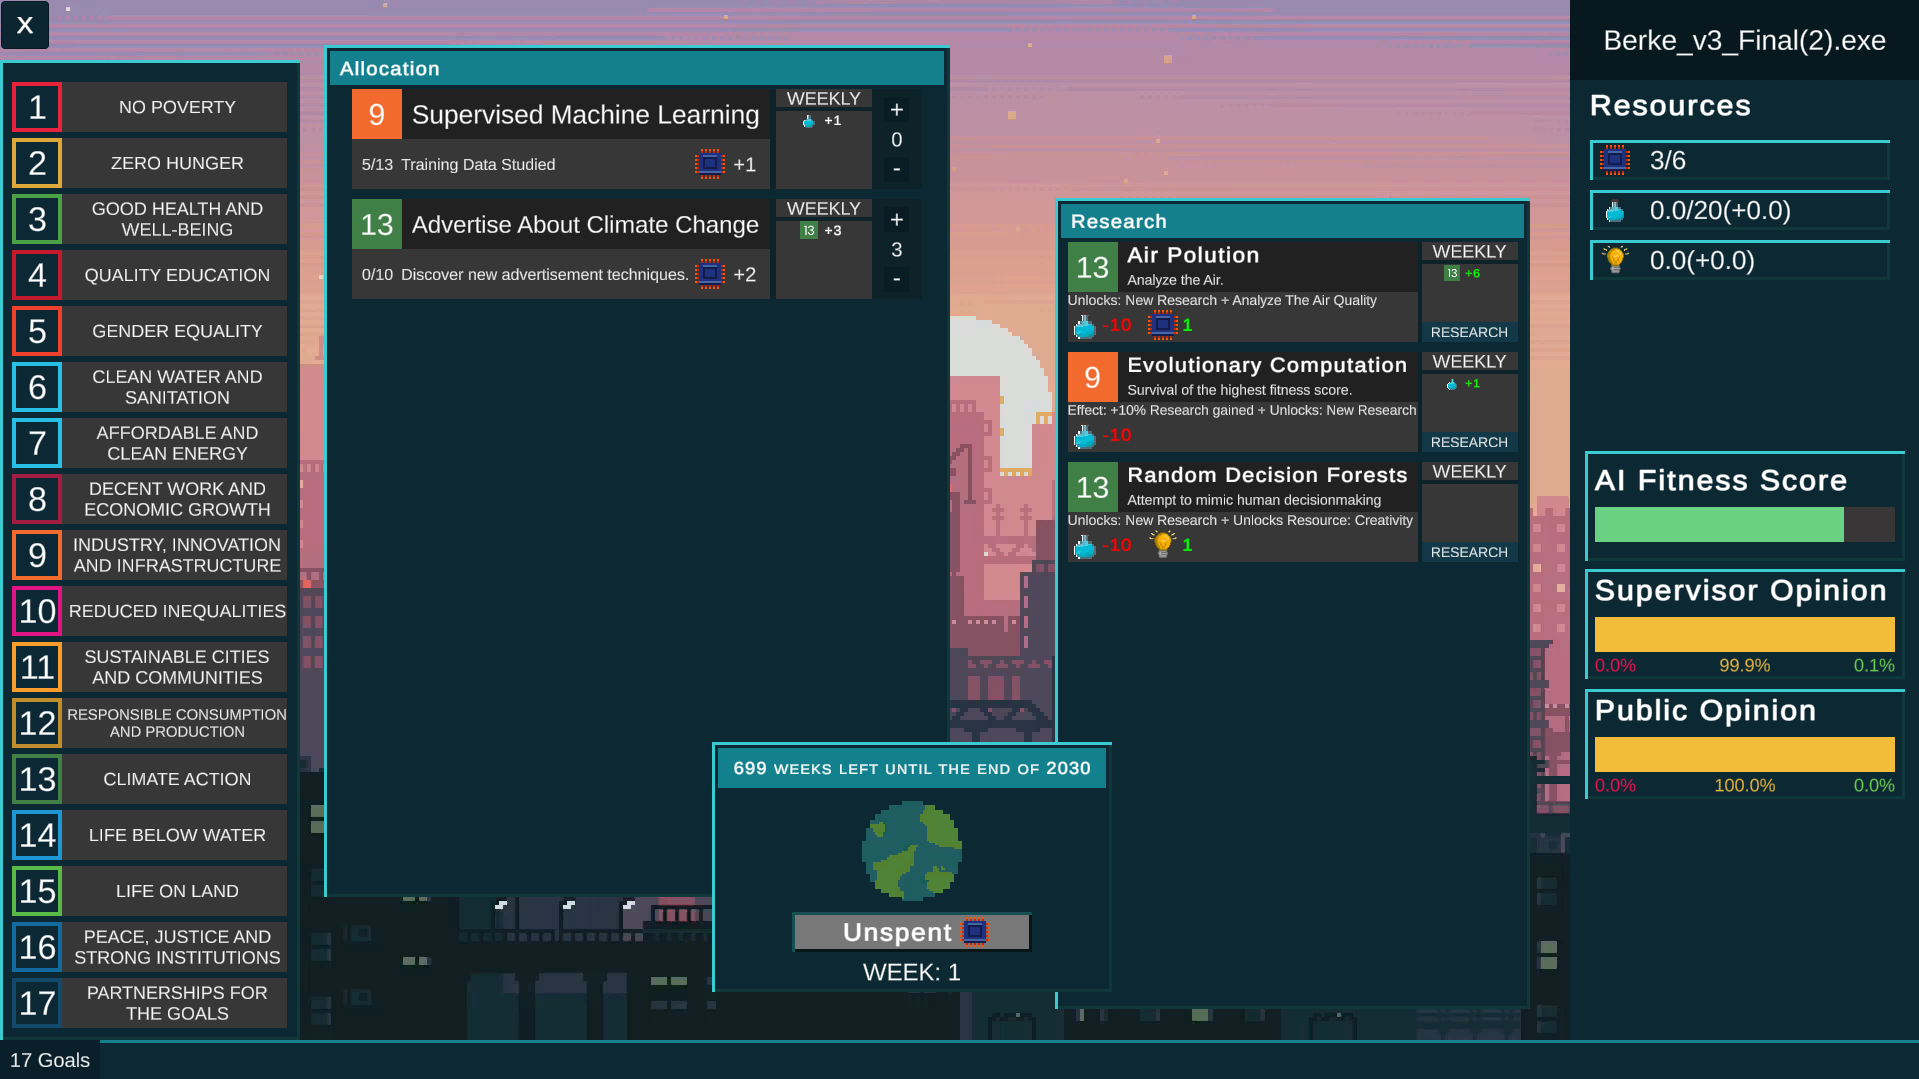 X
Berke_v3_Final(2).exe
1 NO POVERTY
2 ZERO HUNGER
3 GOOD HEALTH AND
WELL-BEING
4 QUALITY EDUCATION
5 GENDER EQUALITY
6 CLEAN WATER AND
SANITATION
7 AFFORDABLE AND
CLEAN ENERGY
8 DECENT WORK AND
ECONOMIC GROWTH
9 INDUSTRY, INNOVATION
AND INFRASTRUCTURE
10 REDUCED INEQUALITIES
11 SUSTAINABLE CITIES
AND COMMUNITIES
12 RESPONSIBLE CONSUMPTION
AND PRODUCTION
13 CLIMATE ACTION
14 LIFE BELOW WATER
15 LIFE ON LAND
16 PEACE, JUSTICE AND
STRONG INSTITUTIONS
17 PARTNERSHIPS FOR
THE GOALS
17 Goals
Allocation
9 Supervised Machine Learning
5/13 Training Data Studied +1
WEEKLY
+1
+
0
-
13 Advertise About Climate Change
0/10 Discover new advertisement techniques. +2
WEEKLY
13 +3
+
3
-
Research
13 Air Polution
Analyze the Air.
Unlocks: New Research + Analyze The Air Quality
-10 1
WEEKLY
13 +6
RESEARCH
9 Evolutionary Computation
Survival of the highest fitness score.
Effect: +10% Research gained + Unlocks: New Research
-10
WEEKLY
+1
RESEARCH
13 Random Decision Forests
Attempt to mimic human decisionmaking
Unlocks: New Research + Unlocks Resource: Creativity
-10 1
WEEKLY
RESEARCH
699 WEEKS LEFT UNTIL THE END OF 2030
Unspent
WEEK: 1
Resources
3/6
0.0/20(+0.0)
0.0(+0.0)
AI Fitness Score
Supervisor Opinion
0.0% 99.9% 0.1%
Public Opinion
0.0% 100.0% 0.0%